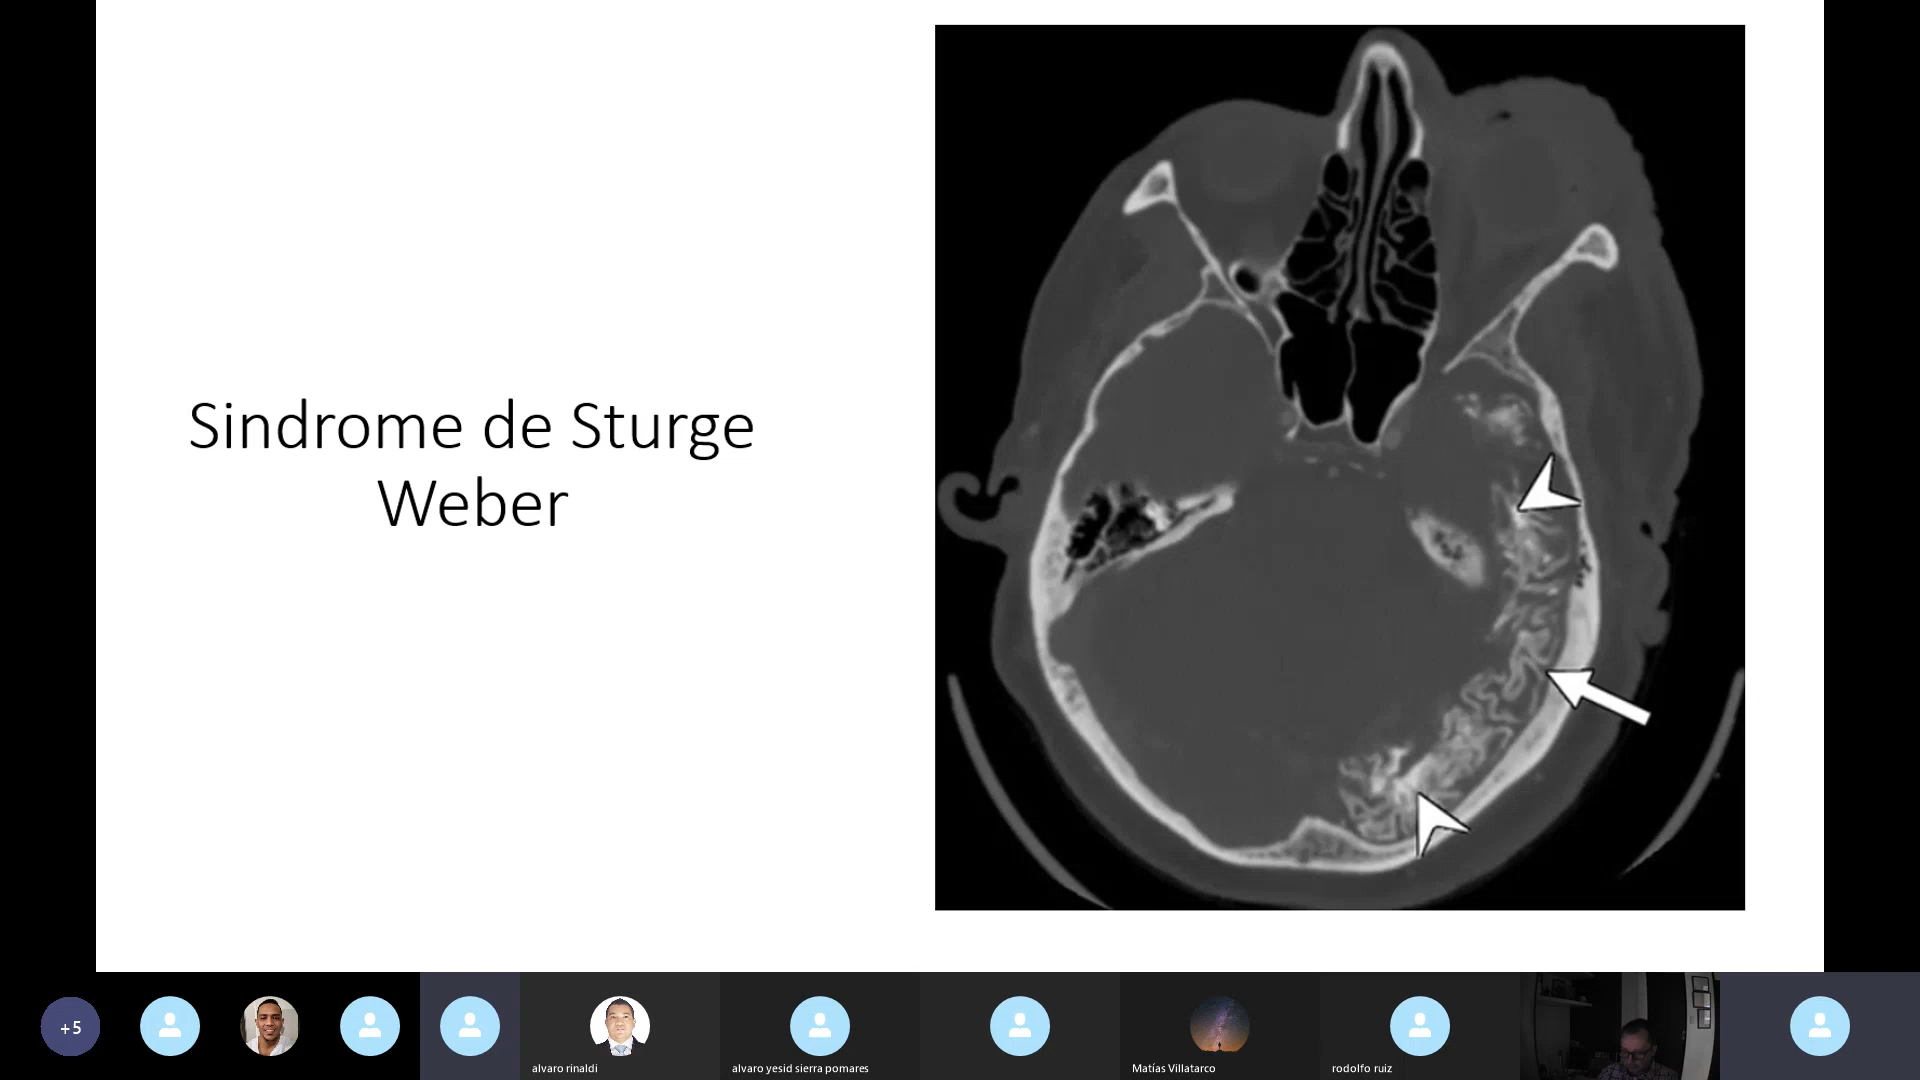 Sindrome de Sturge
Weber
+5
alvaro rinaldi
alvaro yesid sierra pomares
Matías Villatarco
rodolfo ruiz